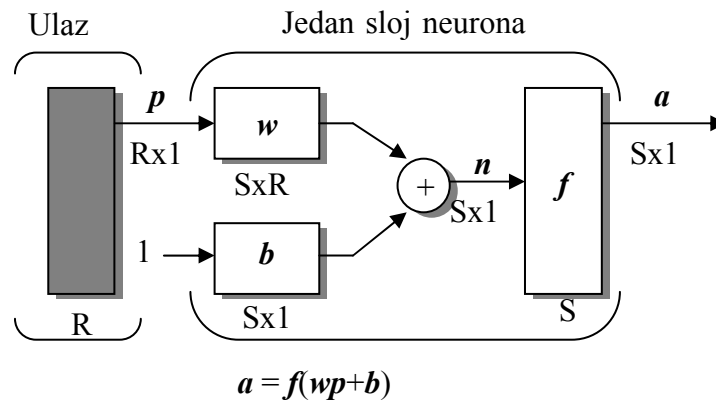 Ulaz
Jedan sloj neurona
p
w
n
f
a
Rx1
SxR
+
Sx1
Sx1
1
b
Sx1
R
S
a = f(wp+b)